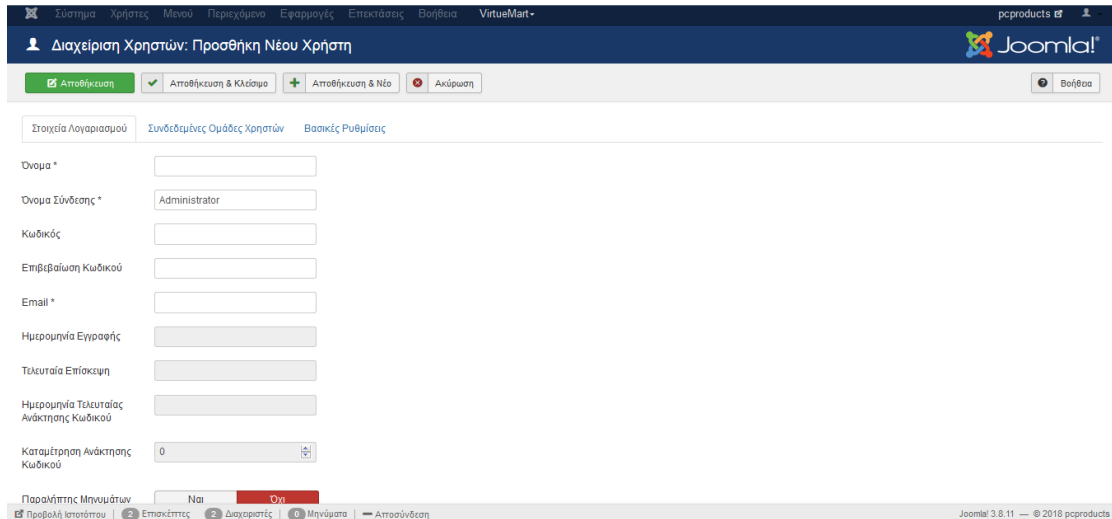 Σύστημα Χρήστες Μενού Περιεχόμενο Εφαρμογές Επεκτάσεις Βοήθεια VirtueMart pcproducts
Διαχείριση Χρηστών: Προσθήκη Νέου Χρήστη Joomla!®
Αποθήκευση Αποθήκευση & Κλείσιμο Αποθήκευση & Νέο Ακύρωση Βοήθεια
Στοιχεία Λογαριασμού Συνδεδεμένες Ομάδες Χρηστών Βασικές Ρυθμίσεις
Όνομα *
Όνομα Σύνδεσης * Administrator
Κωδικός
Επιβεβαίωση Κωδικού
Email *
Ημερομηνία Εγγραφής
Τελευταία Επίσκεψη
Ημερομηνία Τελευταίας
Ανάκτησης Κωδικού
Καταμέτρηση Ανάκτησης 0
Κωδικού
Παραλήπτης Μηνυμάτων Ναι Όχι
Προβολή Ιστοτόπου | 2 Επισκέπτες 2 Διαχειριστές | 0 Μηνύματα | Αποσύνδεση Joomla! 3.8.11 — © 2018 pcproducts